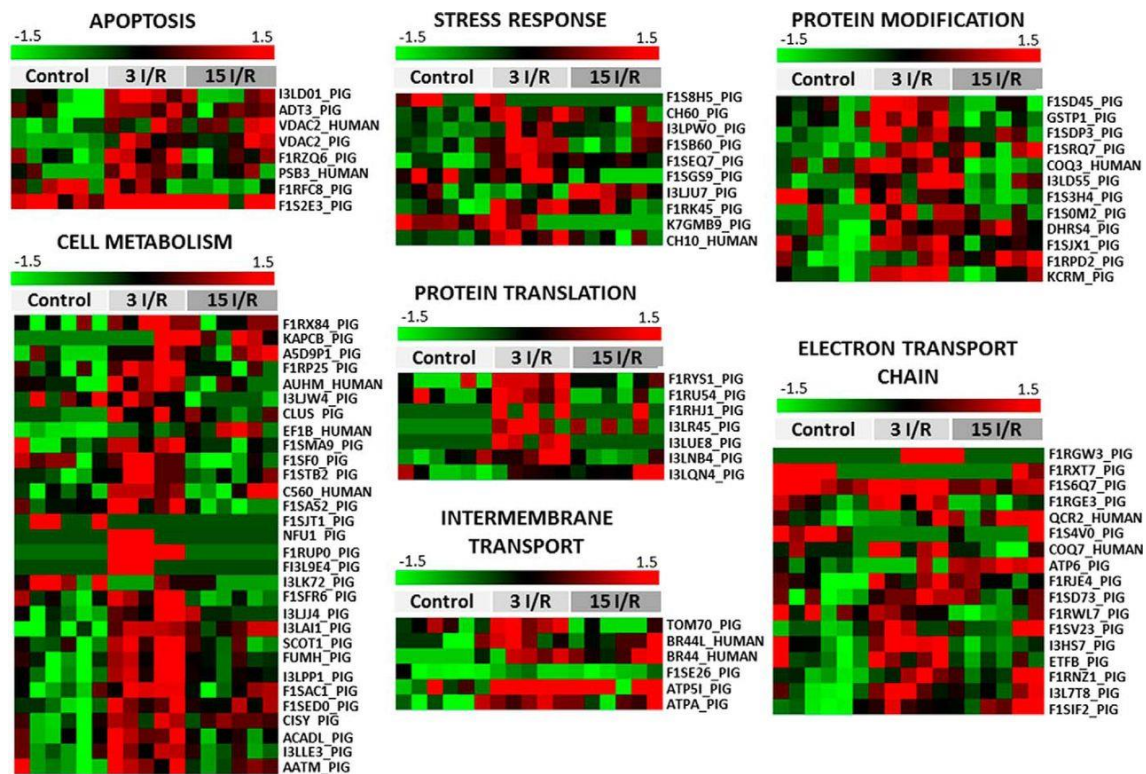 APOPTOSIS
-1.5 1.5
Control 3 I/R 15 I/R
I3LD01_PIG
ADT3_PIG
VDAC2_HUMAN
VDAC2_PIG
F1RZQ6_PIG
PSB3_HUMAN
F1RFC8_PIG
F1S2E3_PIG
CELL METABOLISM
-1.5 1.5
Control 3 I/R 15 I/R
F1RX84_PIG
KAPCB_PIG
A5D9P1_PIG
F1RP25_PIG
AUHM_HUMAN
I3LJW4_PIG
CLUS_PIG
EF1B_HUMAN
F1SMA9_PIG
F1SF0_PIG
F1STB2_PIG
C560_HUMAN
F1SA52_PIG
F1SJT1_PIG
NFU1_PIG
F1RUP0_PIG
FI3L9E4_PIG
I3LK72_PIG
F1SFR6_PIG
I3LJJ4_PIG
I3LAI1_PIG
SCOT1_PIG
FUMH_PIG
I3LPP1_PIG
F1SAC1_PIG
F1SED0_PIG
CISY_PIG
ACADL_PIG
I3LLE3_PIG
AATM_PIG
STRESS RESPONSE
-1.5 1.5
Control 3 I/R 15 I/R
F1S8H5_PIG
CH60_PIG
I3LPWO_PIG
F1SB60_PIG
F1SEQ7_PIG
F1SGS9_PIG
I3LJU7_PIG
F1RK45_PIG
K7GMB9_PIG
CH10_HUMAN
PROTEIN TRANSLATION
-1.5 1.5
Control 3 I/R 15 I/R
F1RYS1_PIG
F1RU54_PIG
F1RHJ1_PIG
I3LR45_PIG
I3LUE8_PIG
I3LNB4_PIG
I3LQN4_PIG
INTERMEMBRANE
TRANSPORT
-1.5 1.5
Control 3 I/R 15 I/R
TOM70_PIG
BR44L_HUMAN
BR44_HUMAN
F1SE26_PIG
ATP5I_PIG
ATPA_PIG
PROTEIN MODIFICATION
-1.5 1.5
Control 3 I/R 15 I/R
F1SD45_PIG
GSTP1_PIG
F1SDP3_PIG
F1SRQ7_PIG
COQ3_HUMAN
I3LD55_PIG
F1S3H4_PIG
F1S0M2_PIG
DHRS4_PIG
F1SJX1_PIG
F1RPD2_PIG
KCRM_PIG
ELECTRON TRANSPORT
CHAIN
-1.5 1.5
Control 3 I/R 15 I/R
F1RGW3_PIG
F1RXT7_PIG
F1S6Q7_PIG
F1RGE3_PIG
QCR2_HUMAN
F1S4V0_PIG
COQ7_HUMAN
ATP6_PIG
F1RJE4_PIG
F1SD73_PIG
F1RWL7_PIG
F1SV23_PIG
I3HS7_PIG
ETFB_PIG
F1RNZ1_PIG
I3L7T8_PIG
F1SIF2_PIG